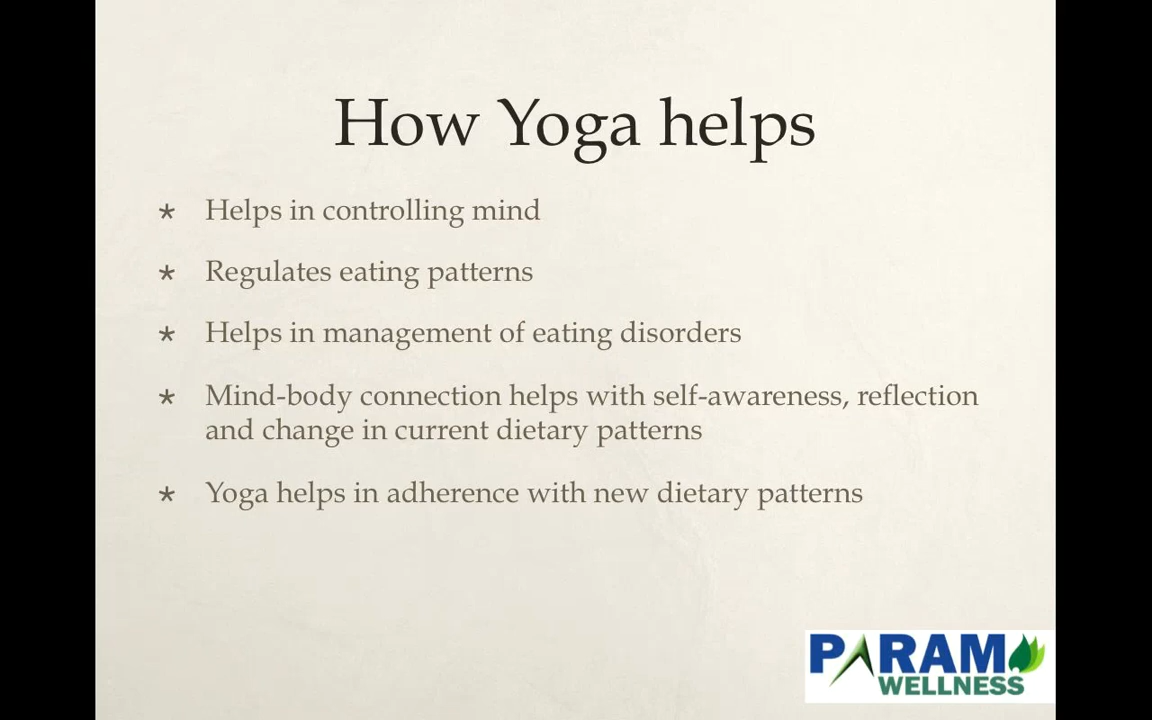 How Yoga helps
* Helps in controlling mind
* Regulates eating patterns
* Helps in management of eating disorders
* Mind-body connection helps with self-awareness, reflection
and change in current dietary patterns
* Yoga helps in adherence with new dietary patterns
PARAM
WELLNESS